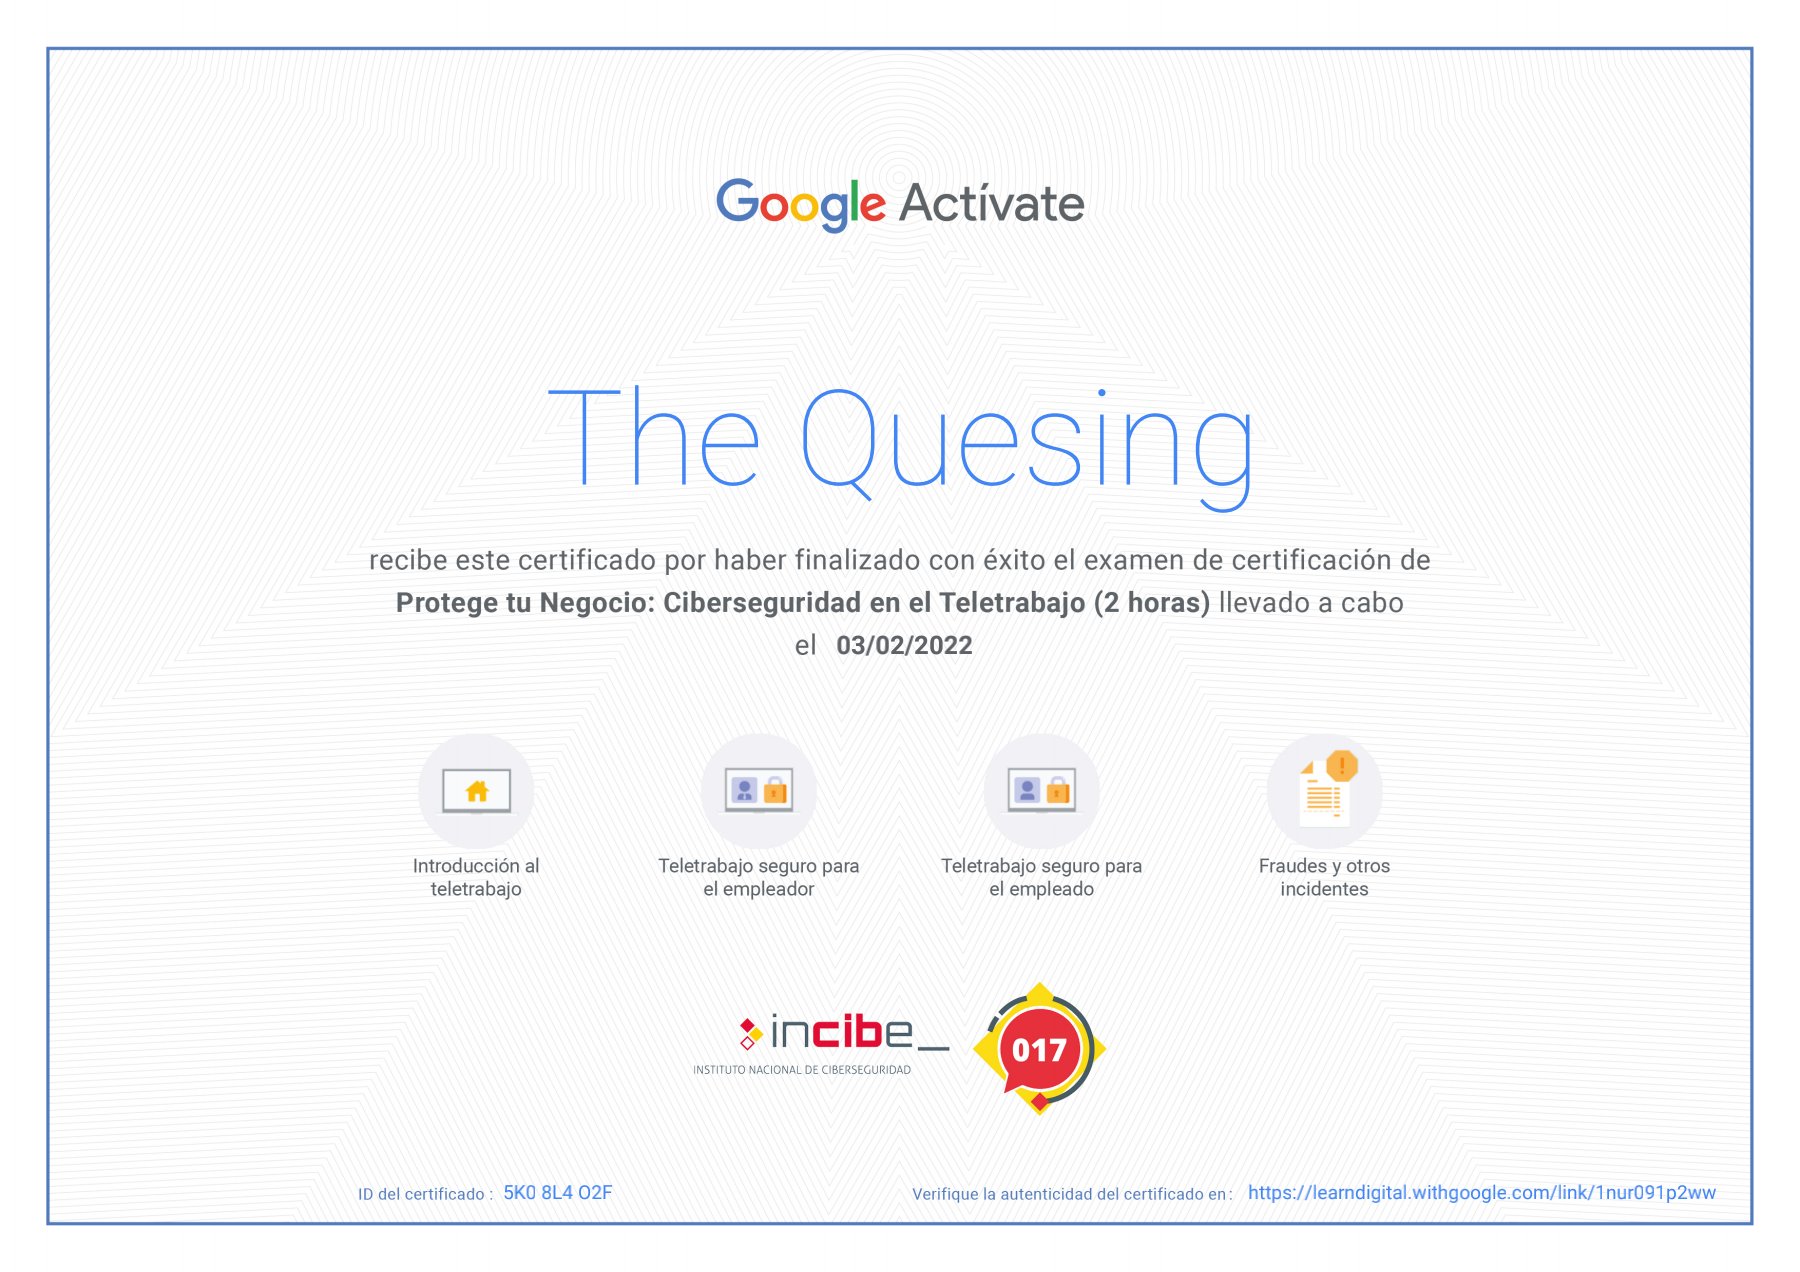 Google Actívate
The Quesing
recibe este certificado por haber finalizado con éxito el examen de certificación de
Protege tu Negocio: Ciberseguridad en el Teletrabajo (2 horas) llevado a cabo
el 03/02/2022
Introducción al
teletrabajo
Teletrabajo seguro para
el empleador
Teletrabajo seguro para
el empleado
Fraudes y otros
incidentes
incibe_
INSTITUTO NACIONAL DE CIBERSEGURIDAD
017
ID del certificado : 5K0 8L4 O2F
Verifique la autenticidad del certificado en : https://learndigital.withgoogle.com/link/1nur091p2ww